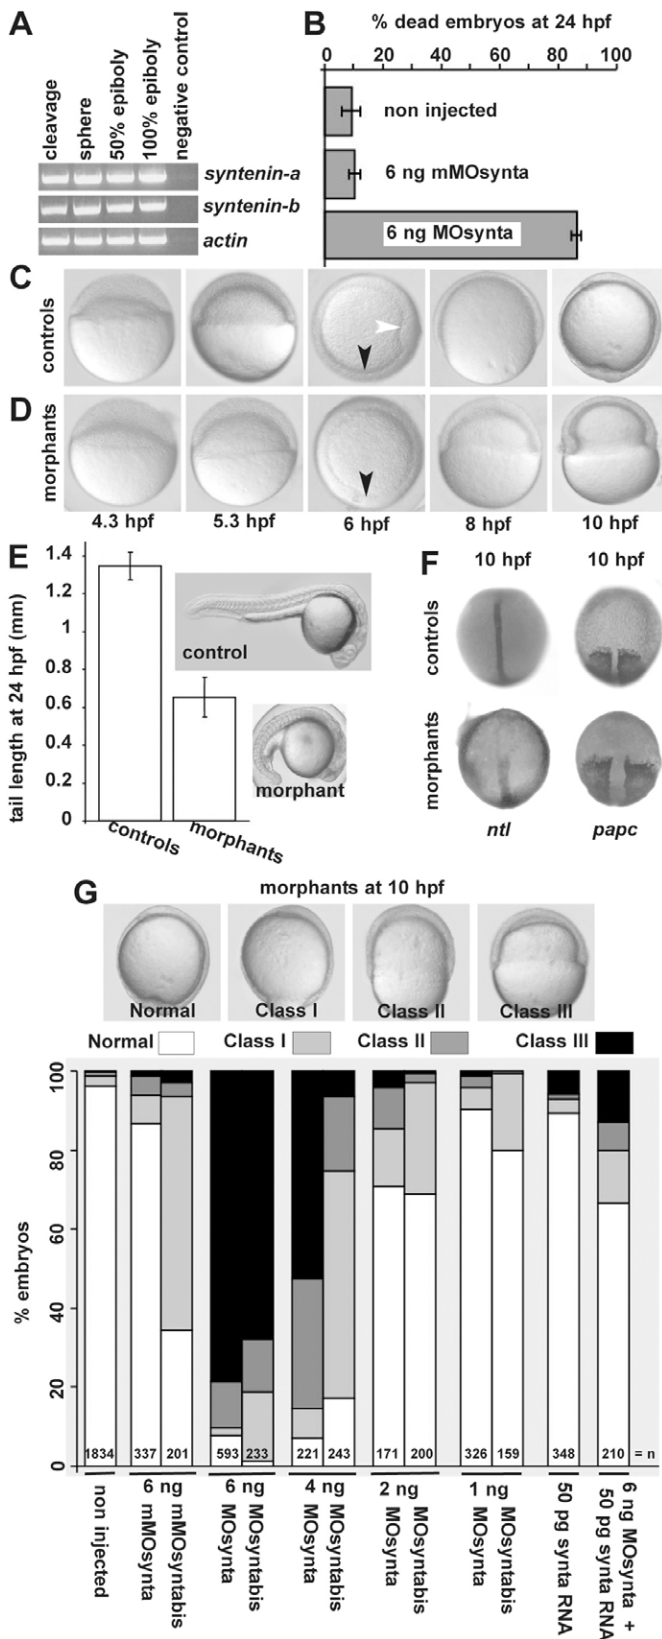 A
cleavage
sphere
50% epiboly
100% epiboly
negative control
syntenin-a
syntenin-b
actin
B
% dead embryos at 24 hpf
0 20 40 60 80 100
non injected
6 ng mMOsynta
6 ng MOsynta
C
controls
D
morphants
4.3 hpf 5.3 hpf 6 hpf 8 hpf 10 hpf
E
tail length at 24 hpf (mm)
1.4
1.2
1
0.8
0.6
0.4
0.2
0
control
morphant
controls
morphants
F
10 hpf 10 hpf
controls
morphants
ntl papc
G
morphants at 10 hpf
Normal Class I Class II Class III
Normal Class I Class II Class III
% embryos
100
80
60
40
20
0
1834 337 201 593 233 221 243 171 200 326 159 348 210 = n
non injected
6 ng
mMOsynta
mMOsyntabis
6 ng
MOsynta
MOsyntabis
4 ng
MOsynta
MOsyntabis
2 ng
MOsynta
MOsyntabis
1 ng
MOsynta
MOsyntabis
50 pg synta RNA
6 ng MOsynta +
50 pg synta RNA